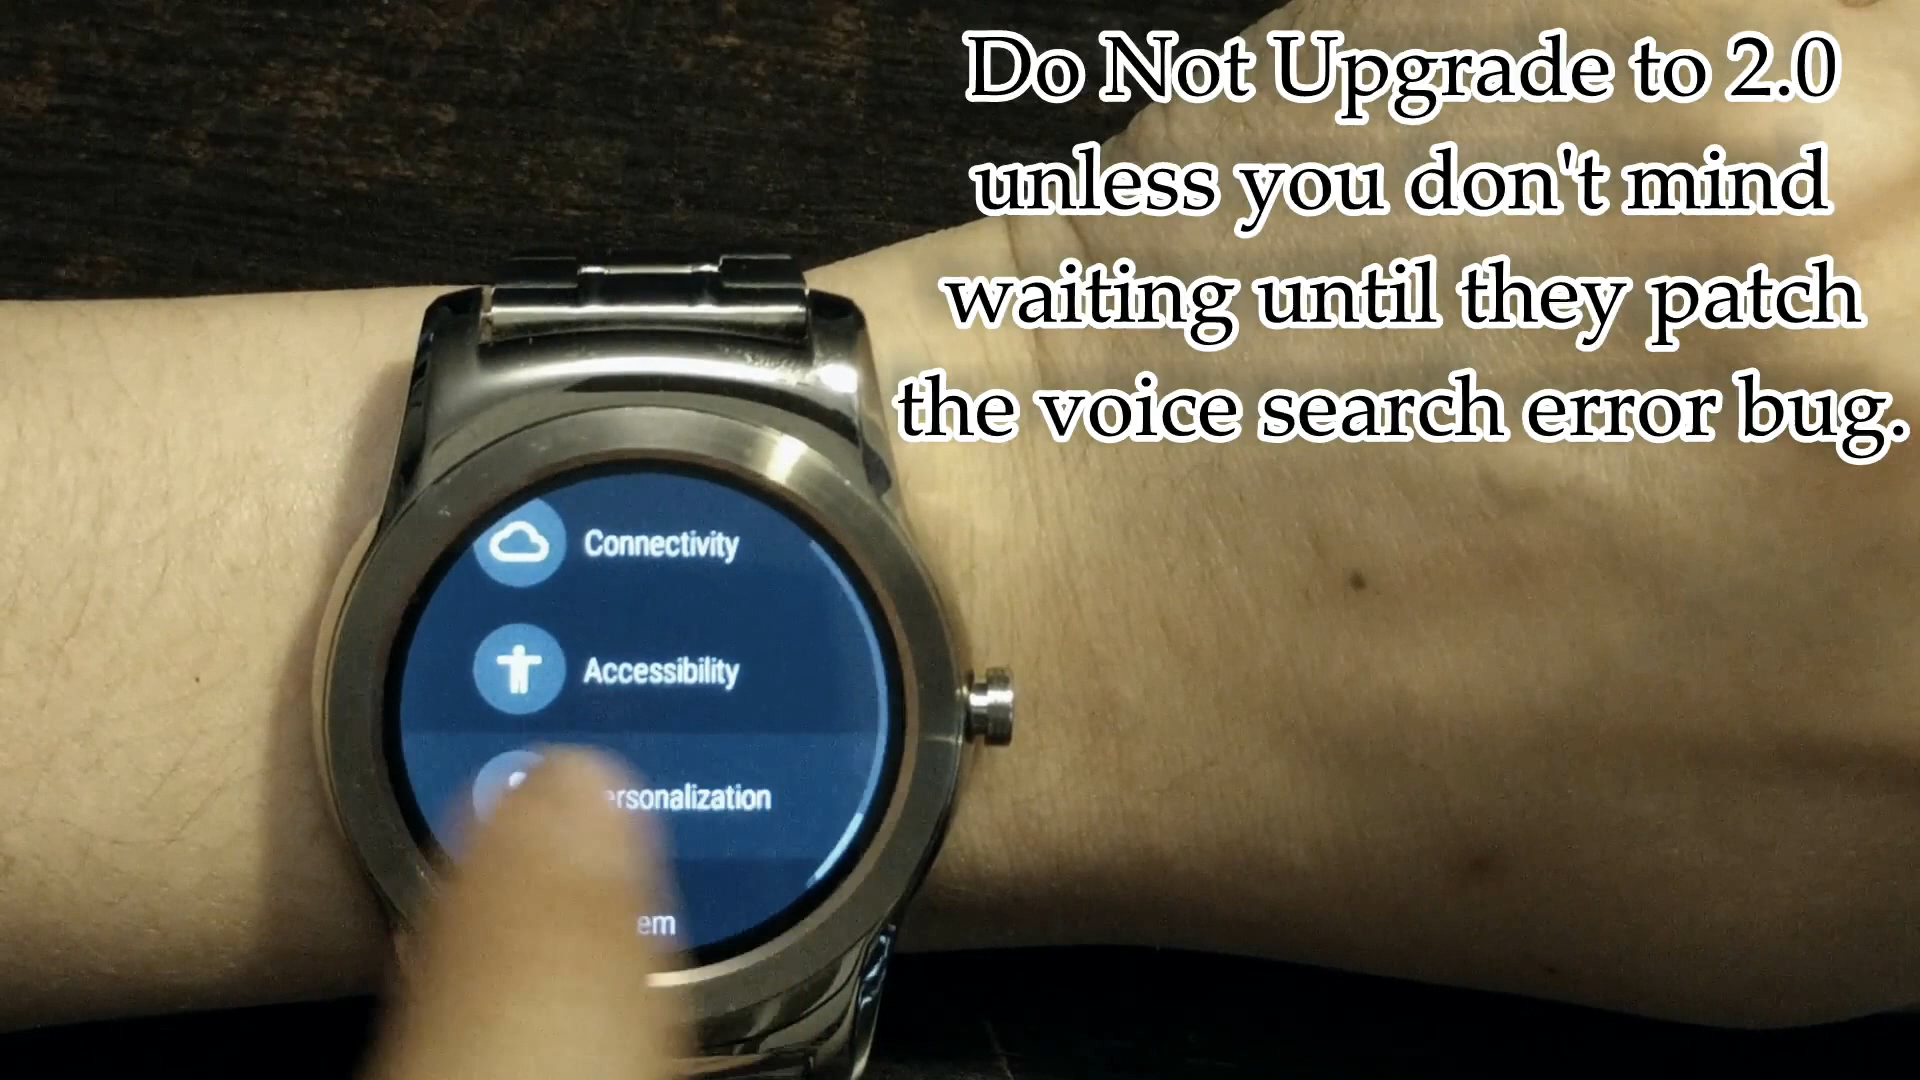 Do Not Upgrade to 2.0
unless you don't mind
waiting until they patch
the voice search error bug.
Connectivity
Accessibility
ersonalization
em